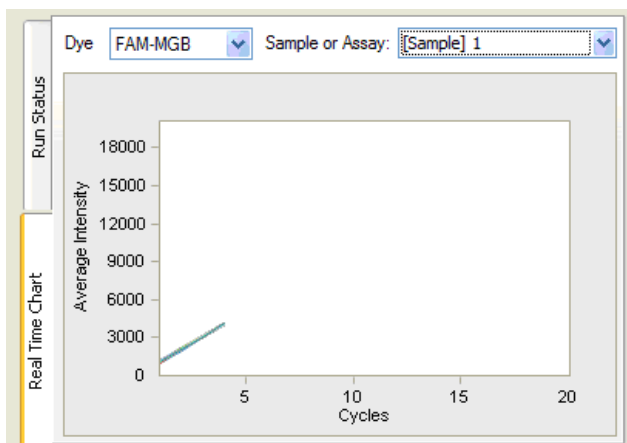 Dye FAM-MGB Sample or Assay: [Sample] 1
Run Status
Real Time Chart
Average Intensity
18000
15000
12000
9000
6000
3000
0
5 10 15 20
Cycles